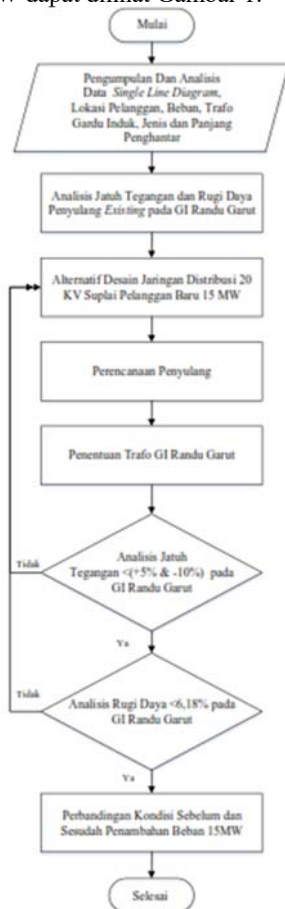 W dapat dilihat Gambar 1.
Mulai
Pengumpulan Dan Analisis
Data Single Line Diagram,
Lokasi Pelanggan, Beban, Trafo
Gardu Induk, Jenis dan Panjang
Penghantar
Analisis Jatuh Tegangan dan Rugi Daya
Penyulang Existing pada GI Randu Garut
Alternatif Desain Jaringan Distribusi 20
KV Suplai Pelanggan Baru 15 MW
Perencanaan Penyulang
Penentuan Trafo GI Randu Garut
Analisis Jatuh
Tegangan <(+5% & -10%) pada
GI Randu Garut
Tidak
Ya
Analisis Rugi Daya <6,18% pada
GI Randu Garut
Tidak
Ya
Perbandingan Kondisi Sebelum dan
Sesudah Penambahan Beban 15MW
Selesai